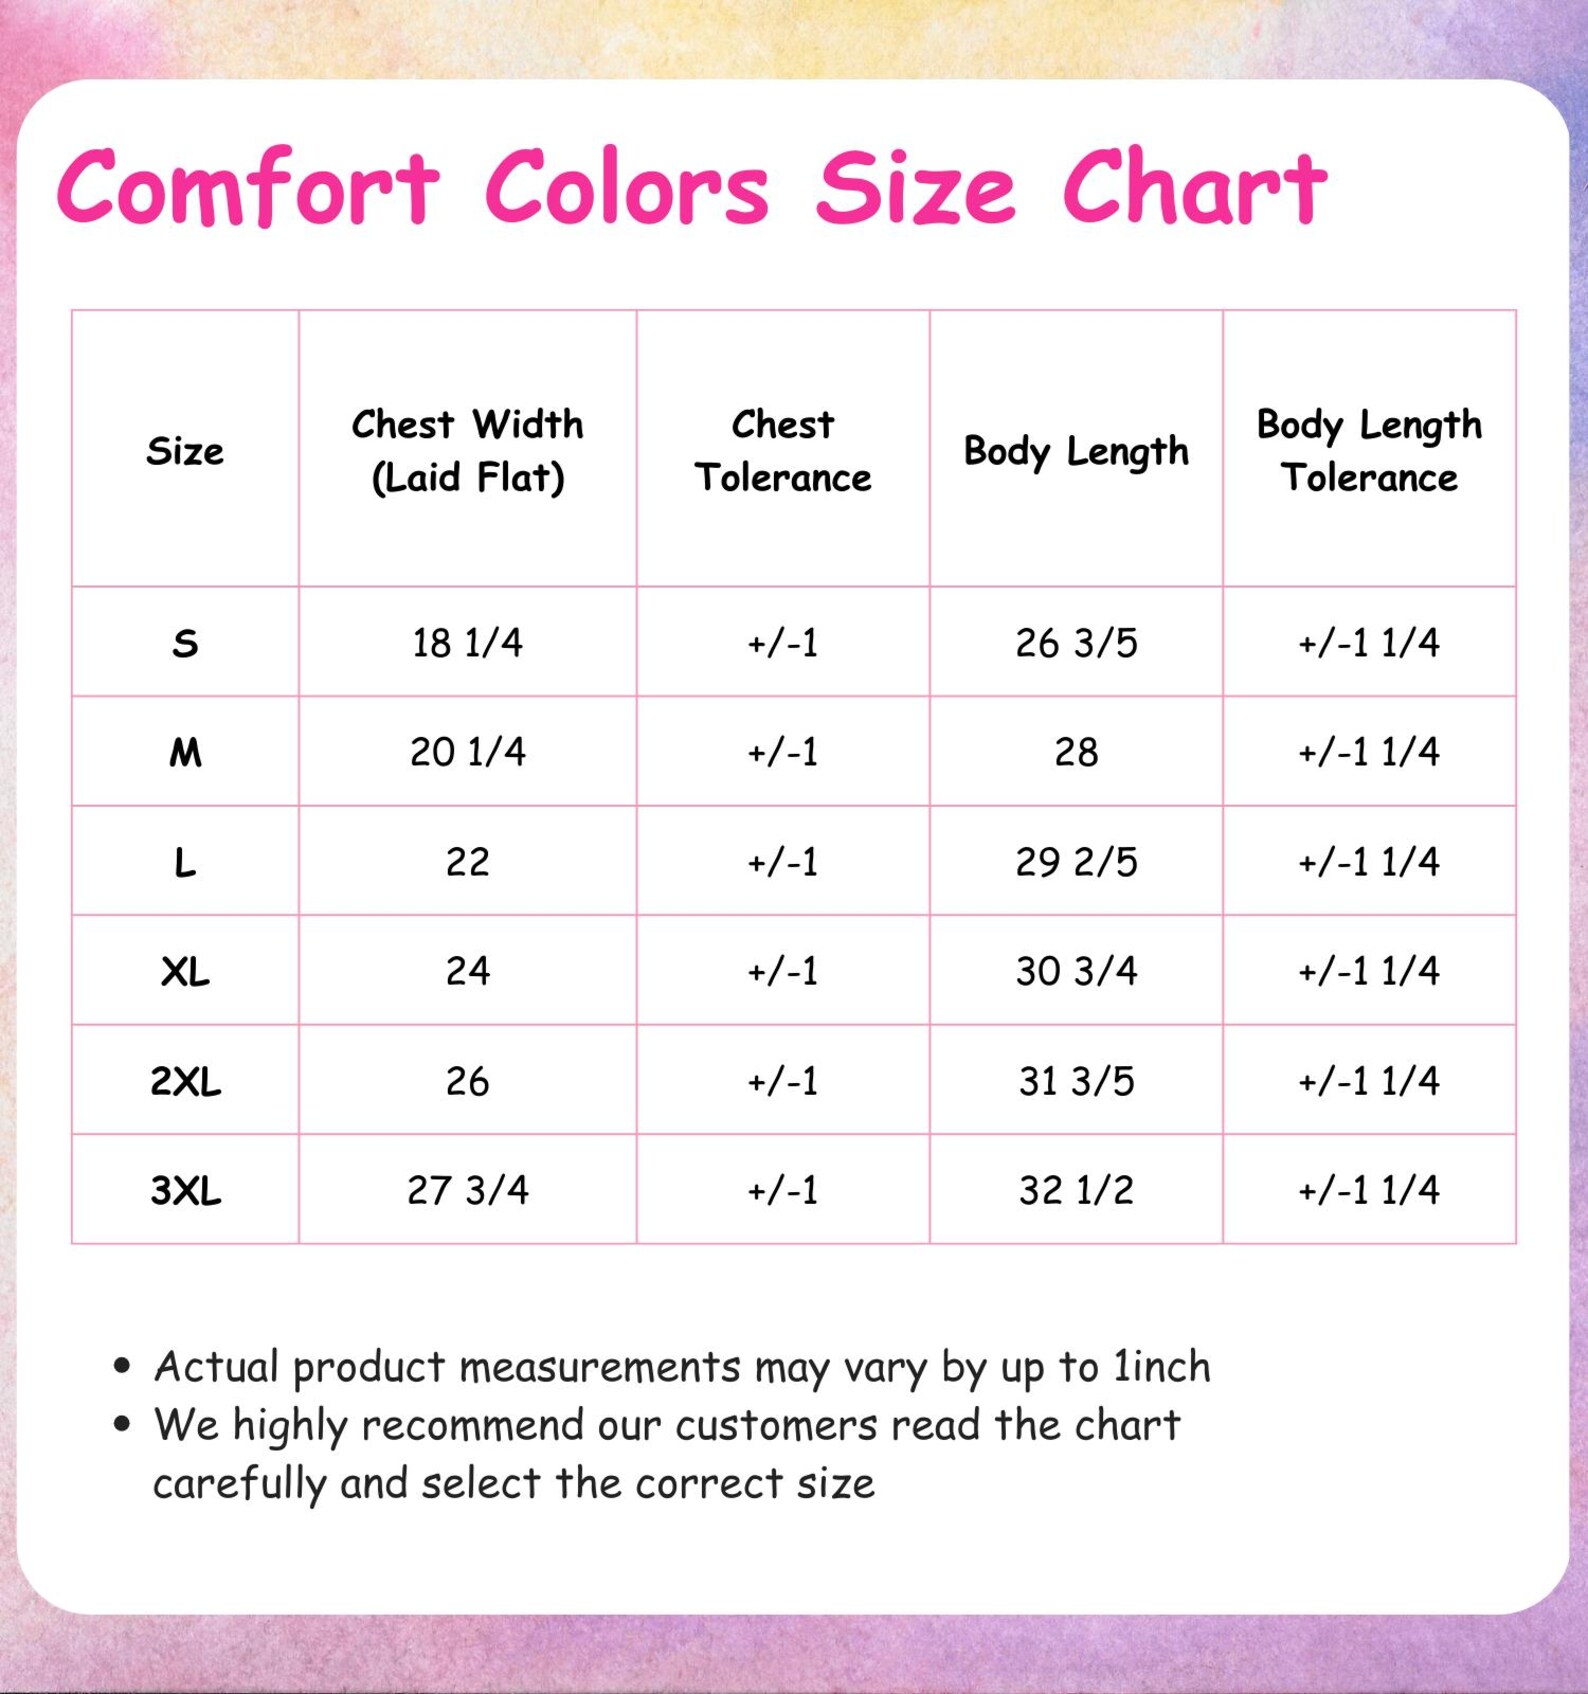 Comfort Colors Size Chart
Size Chest Width (Laid Flat) Chest Tolerance Body Length Body Length Tolerance
S 18 1/4 +/-1 26 3/5 +/-1 1/4
M 20 1/4 +/-1 28 +/-1 1/4
L 22 +/-1 29 2/5 +/-1 1/4
XL 24 +/-1 30 3/4 +/-1 1/4
2XL 26 +/-1 31 3/5 +/-1 1/4
3XL 27 3/4 +/-1 32 1/2 +/-1 1/4
• Actual product measurements may vary by up to 1inch
• We highly recommend our customers read the chart
carefully and select the correct size